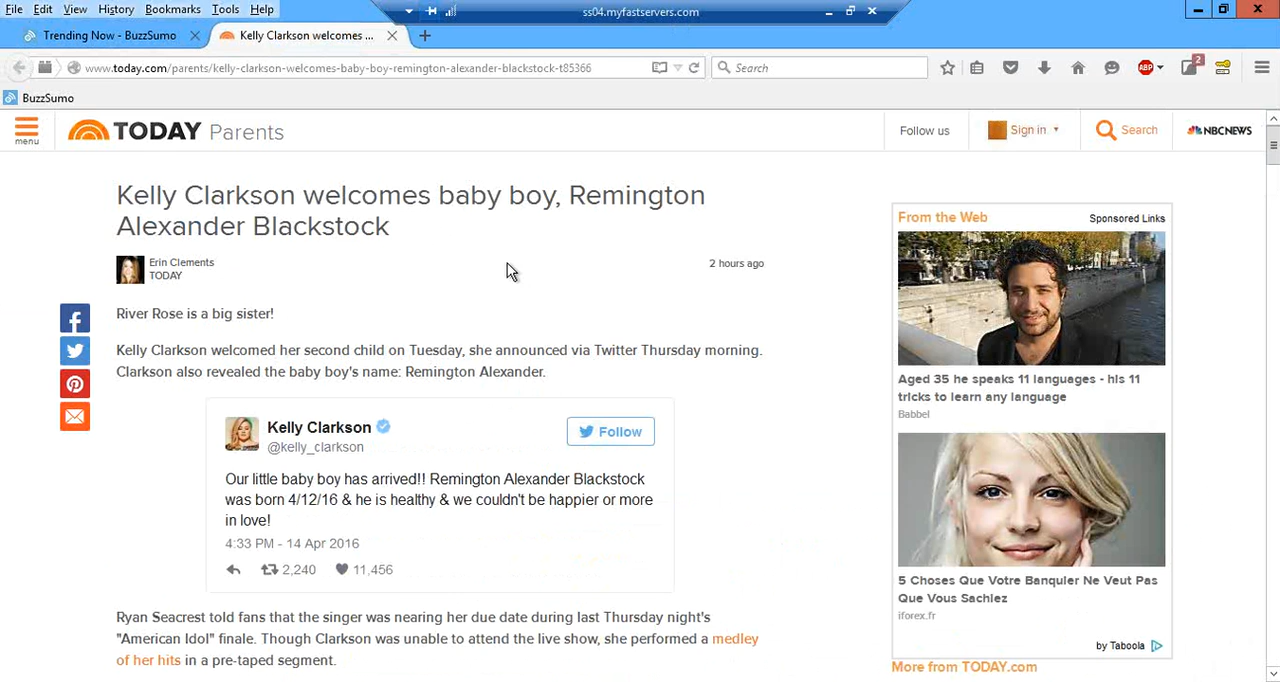 File Edit View History Bookmarks Tools Help
ss04.myfastservers.com
Trending Now - BuzzSumo
Kelly Clarkson welcomes ...
www.today.com/parents/kelly-clarkson-welcomes-baby-boy-remington-alexander-blackstock-t85366
Search
ABP
2
BuzzSumo
menu
TODAY Parents
Follow us
Sign in
Search
NBCNEWS
Kelly Clarkson welcomes baby boy, Remington
Alexander Blackstock
Erin Clements
TODAY
2 hours ago
River Rose is a big sister!
Kelly Clarkson welcomed her second child on Tuesday, she announced via Twitter Thursday morning.
Clarkson also revealed the baby boy's name: Remington Alexander.
Kelly Clarkson
@kelly_clarkson
Follow
Our little baby boy has arrived!! Remington Alexander Blackstock
was born 4/12/16 & he is healthy & we couldn't be happier or more
in love!
4:33 PM - 14 Apr 2016
2,240 11,456
Ryan Seacrest told fans that the singer was nearing her due date during last Thursday night's
"American Idol" finale. Though Clarkson was unable to attend the live show, she performed a medley
of her hits in a pre-taped segment.
From the Web
Sponsored Links
Aged 35 he speaks 11 languages - his 11
tricks to learn any language
Babbel
5 Choses Que Votre Banquier Ne Veut Pas
Que Vous Sachiez
iforex.fr
by Taboola
More from TODAY.com